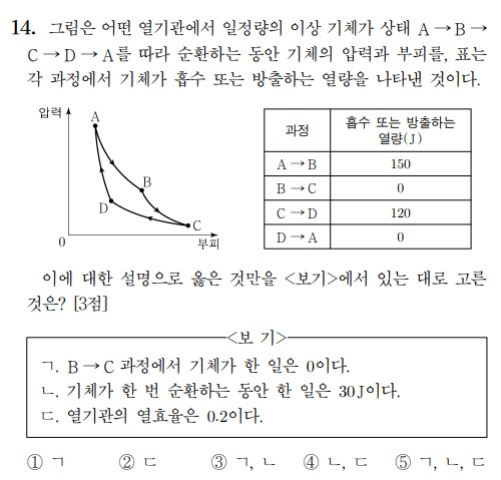 14. 그림은 어떤 열기관에서 일정량의 이상 기체가 상태 A → B →
C → D → A를 따라 순환하는 동안 기체의 압력과 부피를, 표는
각 과정에서 기체가 흡수 또는 방출하는 열량을 나타낸 것이다.
압력
A
B
D
C
0
부피
과정 흡수 또는 방출하는
열량(J)
A → B 150
B → C 0
C → D 120
D → A 0
이에 대한 설명으로 옳은 것만을 <보기>에서 있는 대로 고른
것은? [3점]
<보 기>
ㄱ. B → C 과정에서 기체가 한 일은 0이다.
ㄴ. 기체가 한 번 순환하는 동안 한 일은 30J이다.
ㄷ. 열기관의 열효율은 0.2이다.
① ㄱ ② ㄷ ③ ㄱ, ㄴ ④ ㄴ, ㄷ ⑤ ㄱ, ㄴ, ㄷ